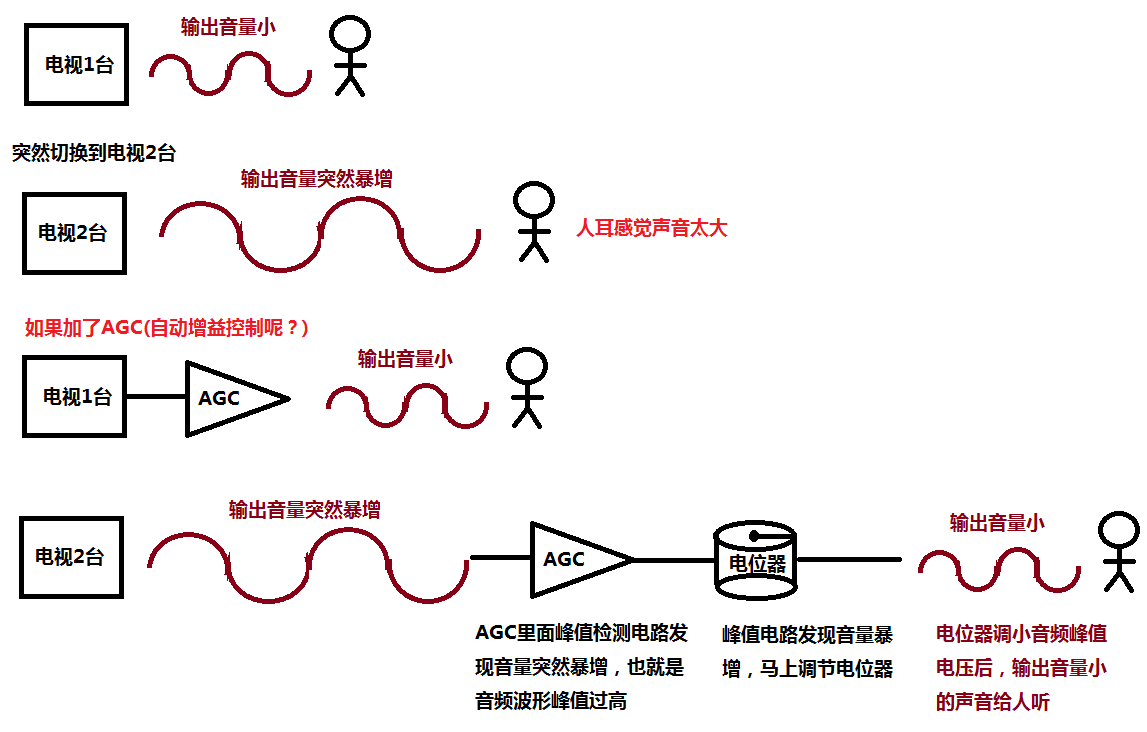 输出音量小
电视1台
突然切换到电视2台
输出音量突然暴增
电视2台
人耳感觉声音太大
如果加了AGC(自动增益控制呢？)
输出音量小
电视1台
AGC
输出音量突然暴增
输出音量小
电视2台
AGC
电位器
AGC里面峰值检测电路发
现音量突然暴增，也就是
音频波形峰值过高
峰值电路发现音量暴
增，马上调节电位器
电位器调小音频峰值
电压后，输出音量小
的声音给人听